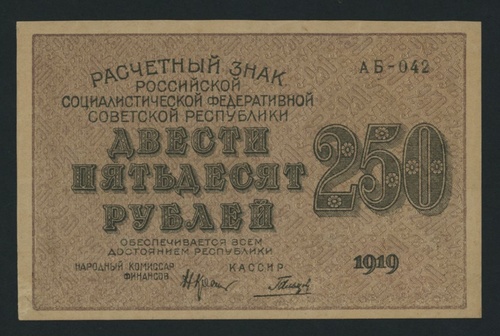 РАСЧЕТНЫЙ ЗНАК
АБ-042
РОССИЙСКОЙ
СОЦИАЛИСТИЧЕСКОЙ ФЕДЕРАТИВНОЙ
СОВЕТСКОЙ РЕСПУБЛИКИ
ДВЕСТИ
ПЯТЬДЕСЯТ
РУБЛЕЙ
250
ОБЕСПЕЧИВАЕТСЯ ВСЕМ
ДОСТОЯНИЕМ РЕСПУБЛИКИ
НАРОДНЫЙ КОМИССАР
ФИНАНСОВ
КАССИР
1919